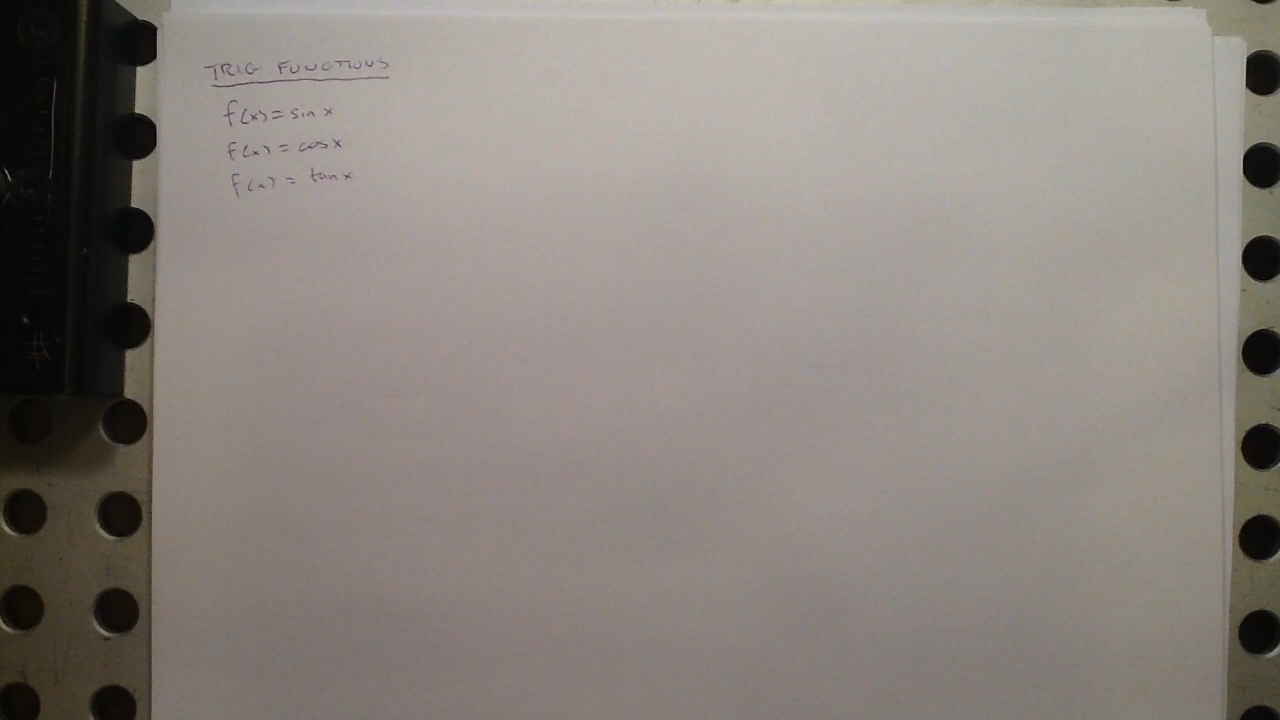 TRIG FUNCTIONS
f(x) = sin x
f(x) = cos x
f(x) = tan x